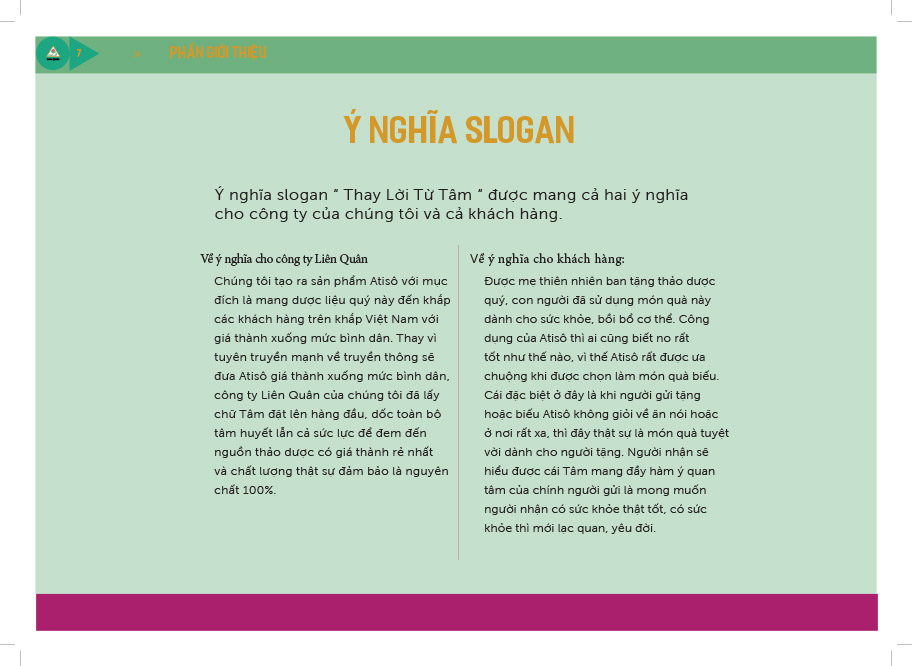 7
PHẦN GIỚI THIỆU
Ý NGHĨA SLOGAN
Ý nghĩa slogan “ Thay Lời Từ Tâm “ được mang cả hai ý nghĩa
cho công ty của chúng tôi và cả khách hàng.
Về ý nghĩa cho công ty Liên Quân
Chúng tôi tạo ra sản phẩm Atisô với mục
đích là mang dược liệu quý này đến khắp
các khách hàng trên khắp Việt Nam với
giá thành xuống mức bình dân. Thay vì
tuyên truyền mạnh về truyền thông sẽ
đưa Atisô giá thành xuống mức bình dân,
công ty Liên Quân của chúng tôi đã lấy
chữ Tâm đặt lên hàng đầu, dốc toàn bộ
tâm huyết lẫn cả sức lực để đem đến
nguồn thảo dược có giá thành rẻ nhất
và chất lượng thật sự đảm bảo là nguyên
chất 100%.
Về ý nghĩa cho khách hàng:
Được mẹ thiên nhiên ban tặng thảo dược
quý, con người đã sử dụng món quà này
dành cho sức khỏe, bồi bổ cơ thể. Công
dụng của Atisô thì ai cũng biết no rất
tốt như thế nào, vì thế Atisô rất được ưa
chuộng khi được chọn làm món quà biếu.
Cái đặc biệt ở đây là khi người gửi tặng
hoặc biếu Atisô không giỏi về ăn nói hoặc
ở nơi rất xa, thì đây thật sự là món quà tuyệt
vời dành cho người tặng. Người nhận sẽ
hiểu được cái Tâm mang đầy hàm ý quan
tâm của chính người gửi là mong muốn
người nhận có sức khỏe thật tốt, có sức
khỏe thì mới lạc quan, yêu đời.